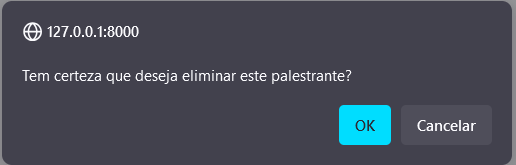 127.0.0.1:8000
Tem certeza que deseja eliminar este palestrante?
OK
Cancelar